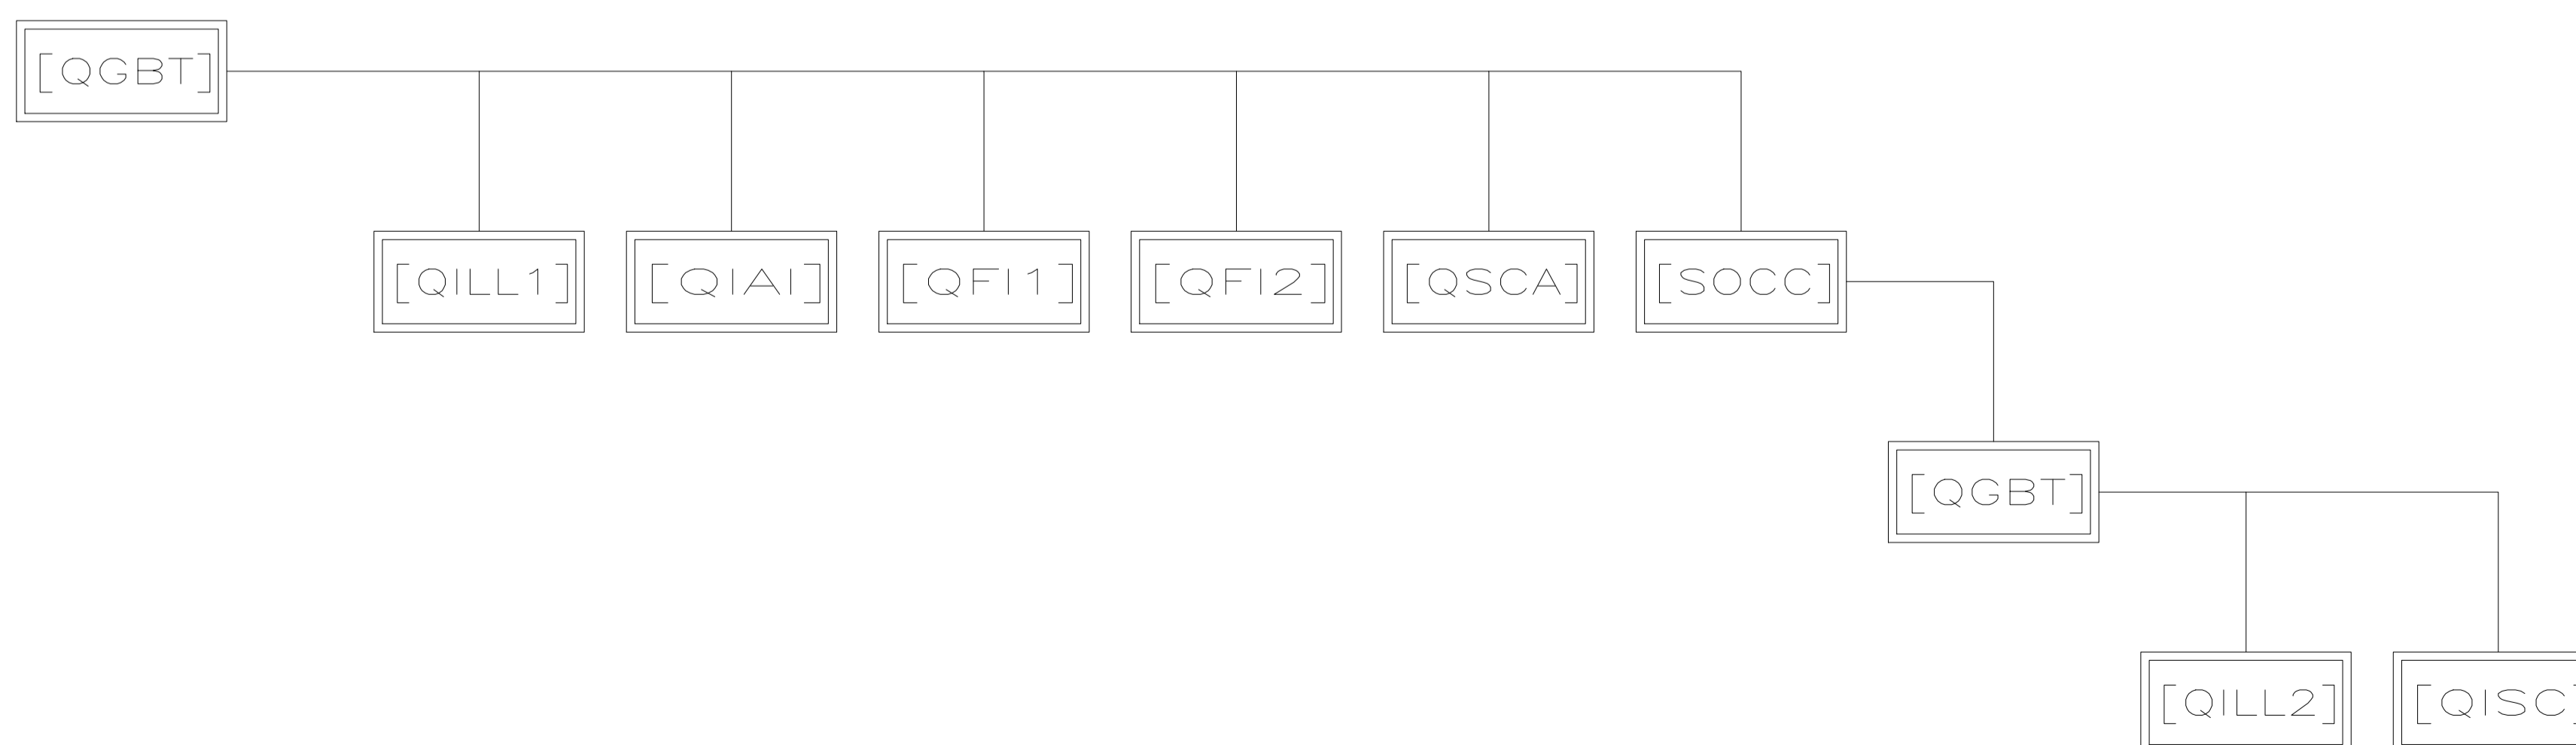 [QGBT]
[QILL1] [QIAI] [QFI1] [QFI2] [QSCA] [SOCC]
[QGBT]
[QILL2] [QISC]